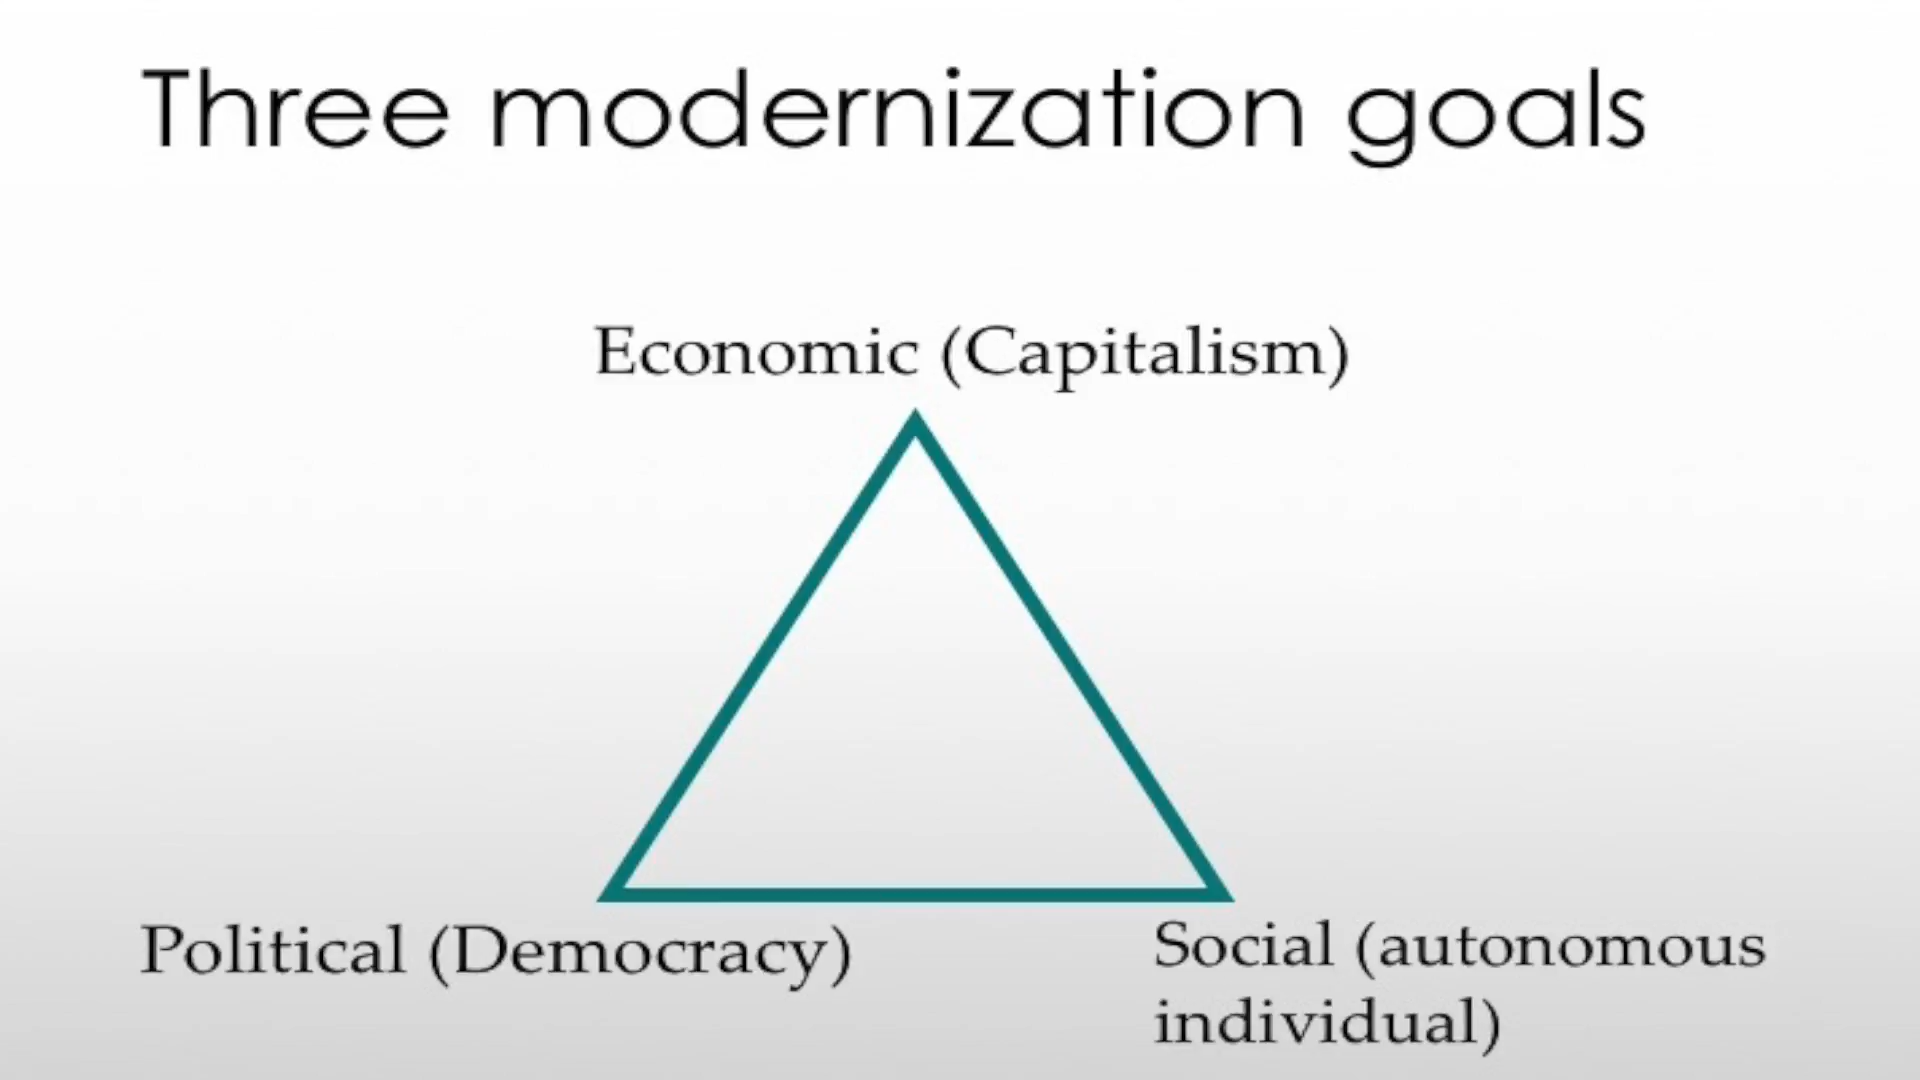 Three modernization goals
Economic (Capitalism)
Political (Democracy)
Social (autonomous
individual)